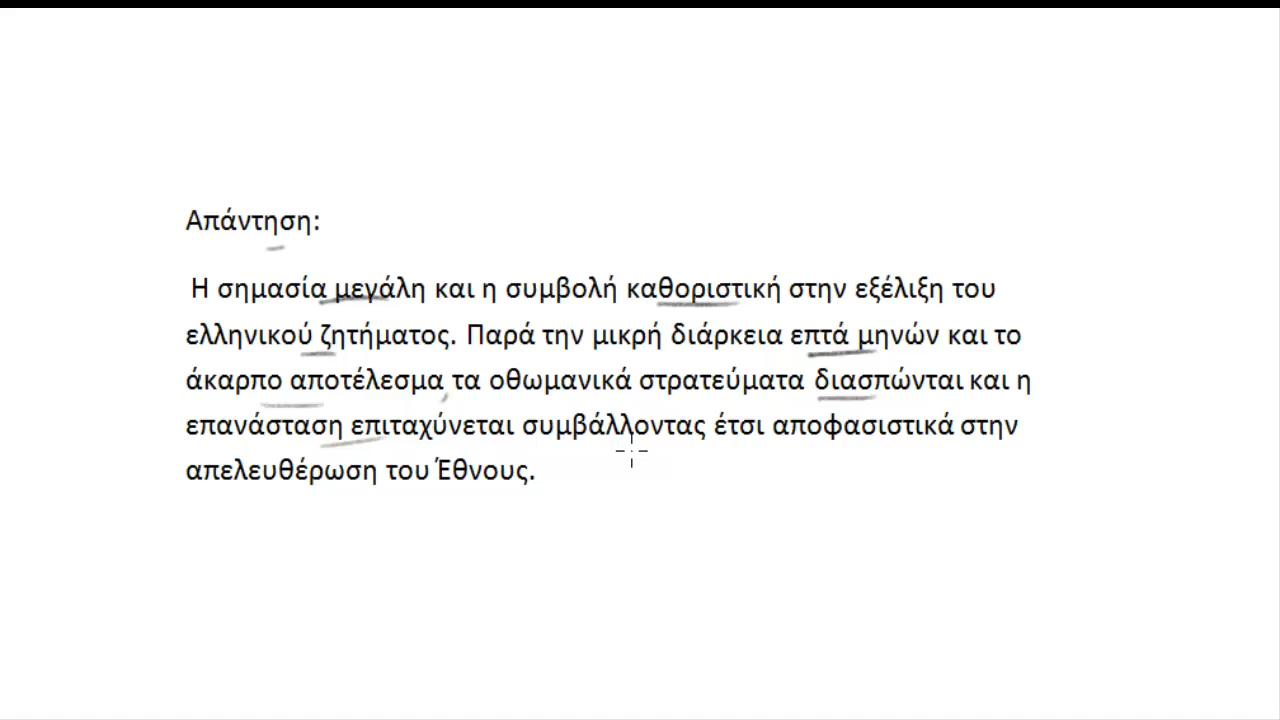 Απάντηση:
Η σημασία μεγάλη και η συμβολή καθοριστική στην εξέλιξη του
ελληνικού ζητήματος. Παρά την μικρή διάρκεια επτά μηνών και το
άκαρπο αποτέλεσμα τα οθωμανικά στρατεύματα διασπώνται και η
επανάσταση επιταχύνεται συμβάλλοντας έτσι αποφασιστικά στην
απελευθέρωση του Έθνους.